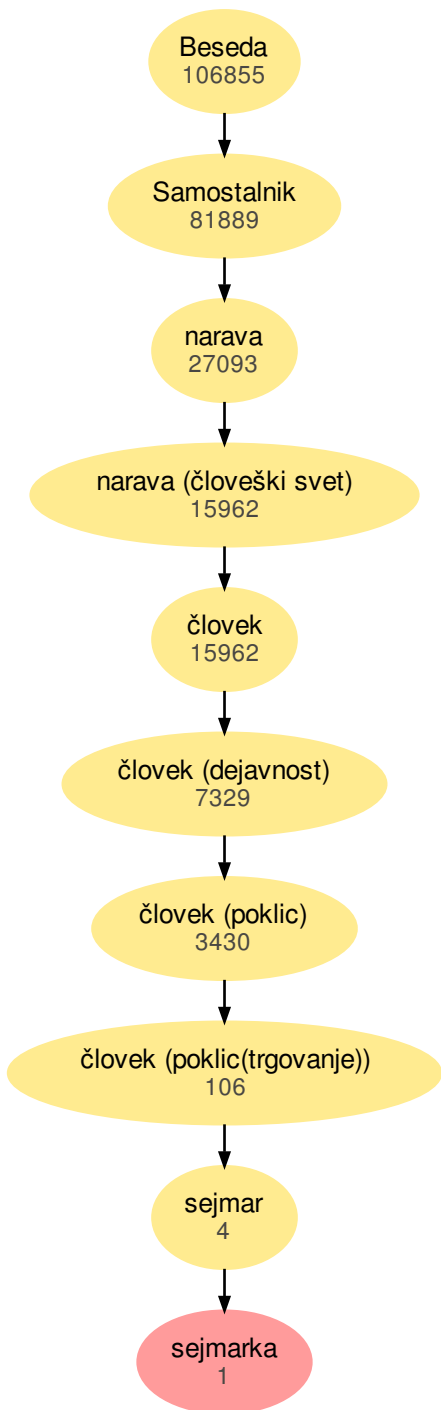 Beseda
106855
Samostalnik
81889
narava
27093
narava (človeški svet)
15962
človek
15962
človek (dejavnost)
7329
človek (poklic)
3430
človek (poklic(trgovanje))
106
sejmar
4
sejmarka
1